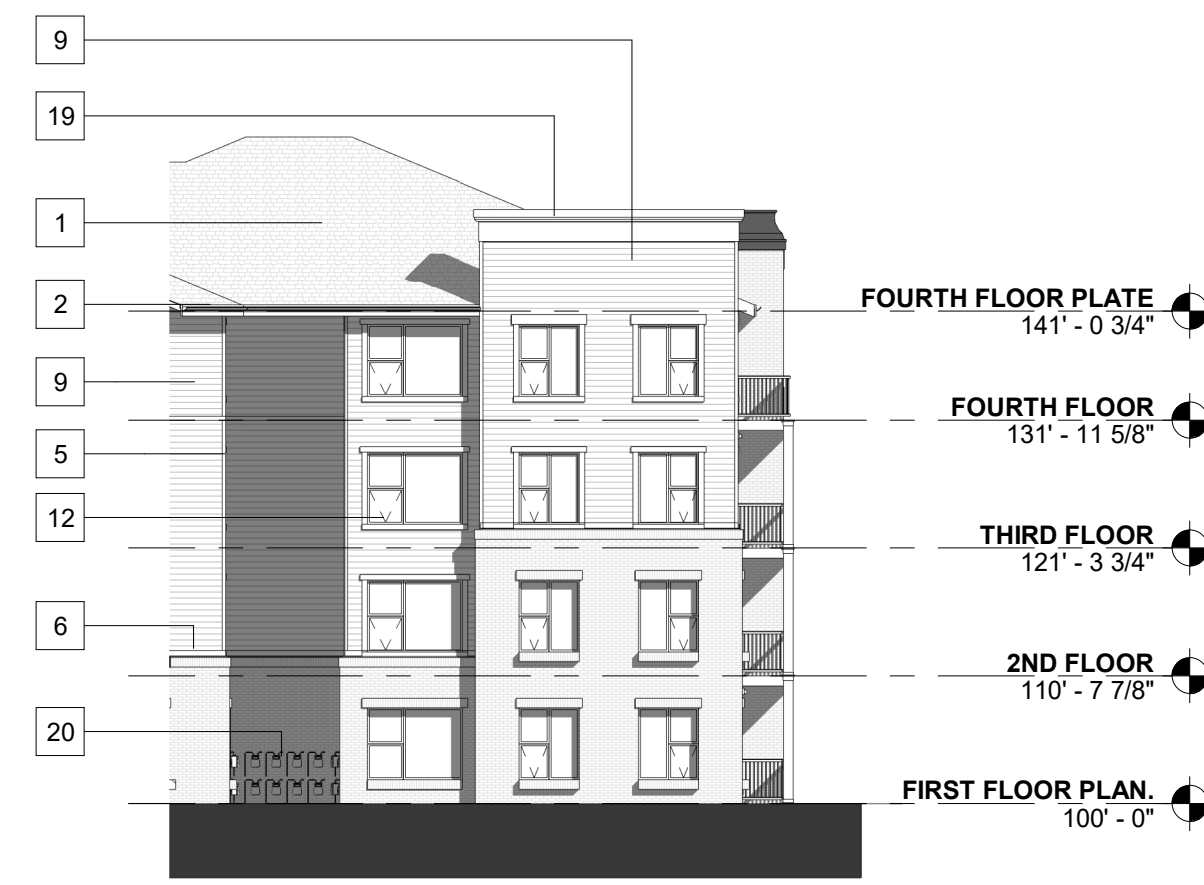 9
19
1
2
9
5
12
6
20
FOURTH FLOOR PLATE
141' - 0 3/4"
FOURTH FLOOR
131' - 11 5/8"
THIRD FLOOR
121' - 3 3/4"
2ND FLOOR
110' - 7 7/8"
FIRST FLOOR PLAN.
100' - 0"